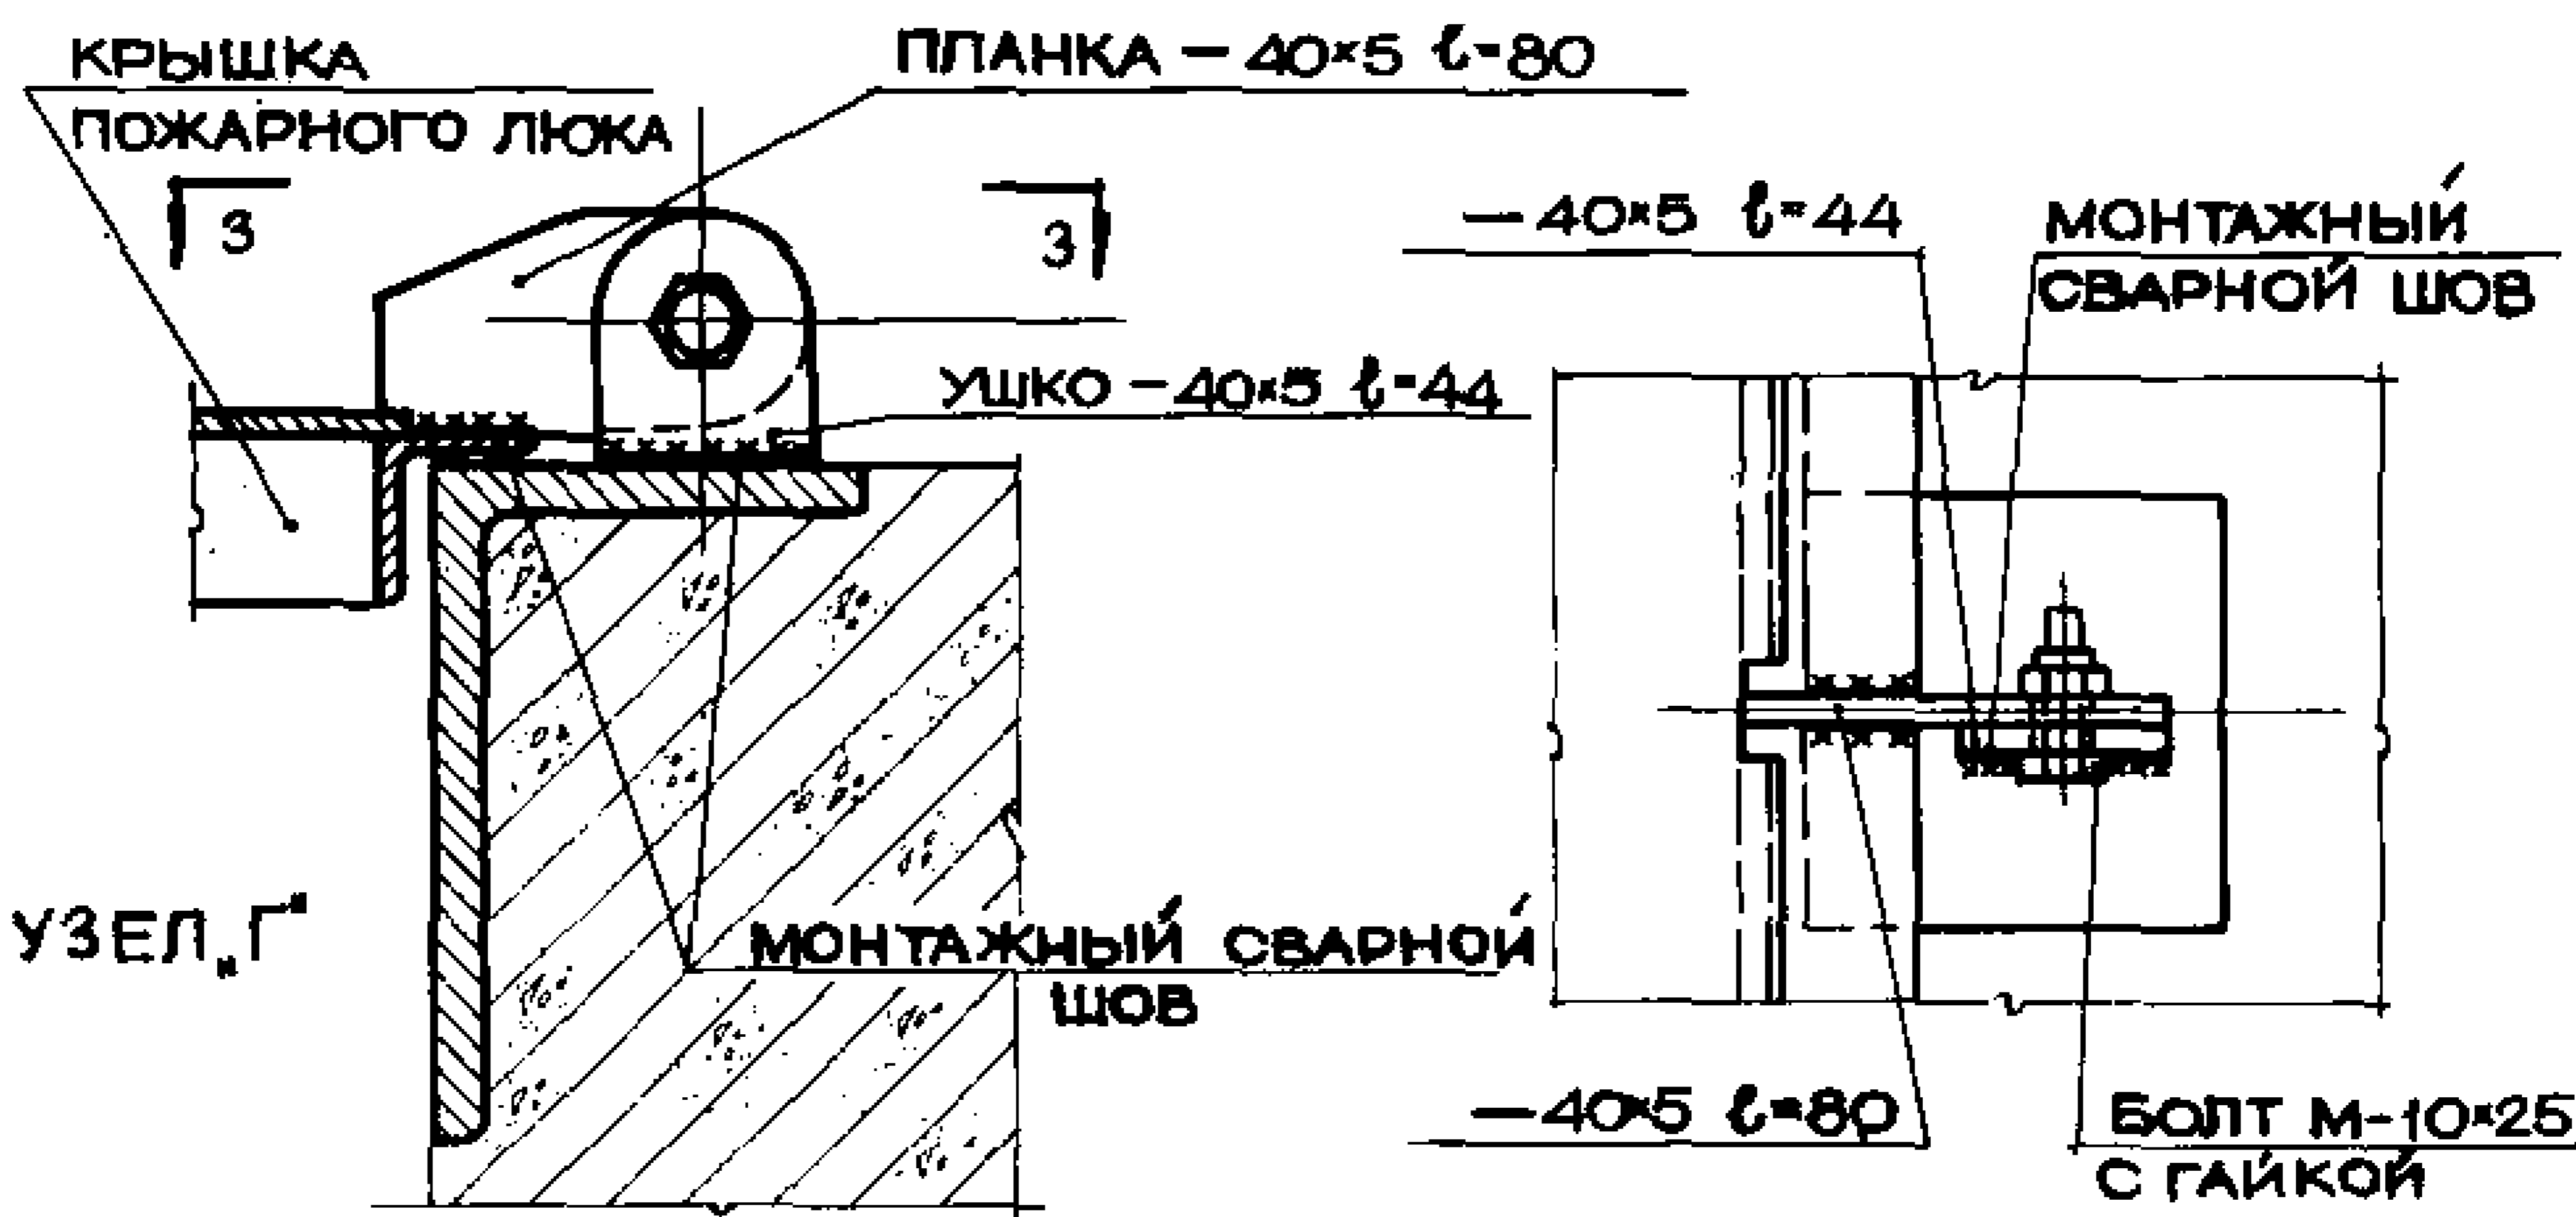 КРЫШКА
ПОЖАРНОГО ЛЮКА
ПЛАНКА — 40×5 ℓ=80
3
3
УШКО — 40×5 ℓ=44
УЗЕЛ „Г"
МОНТАЖНЫЙ СВАРНОЙ
ШОВ
— 40×5 ℓ=44
МОНТАЖНЫЙ
СВАРНОЙ ШОВ
— 40×5 ℓ=80
БОЛТ М-10×25
С ГАЙКОЙ